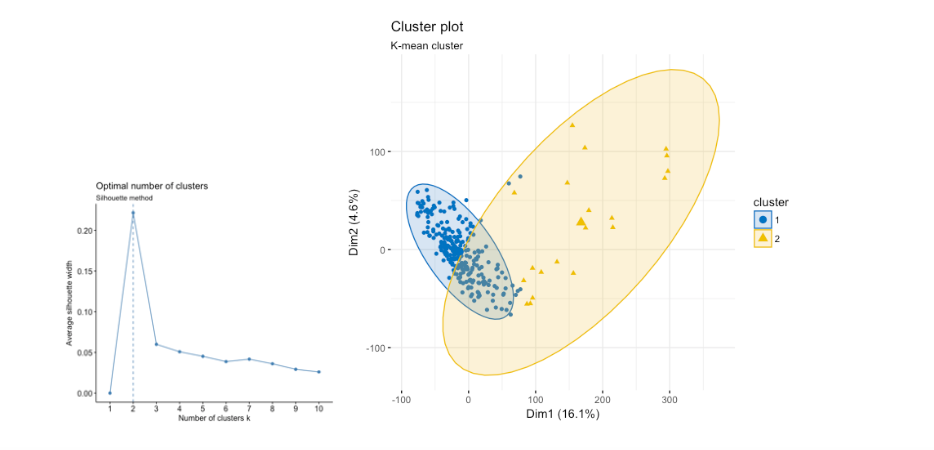 Optimal number of clusters
Silhouette method
Average silhouette width
0.20
0.15
0.10
0.05
0.00
1 2 3 4 5 6 7 8 9 10
Number of clusters k
Cluster plot
K-mean cluster
Dim2 (4.6%)
100
0
-100
-100 0 100 200 300
Dim1 (16.1%)
cluster
1
2